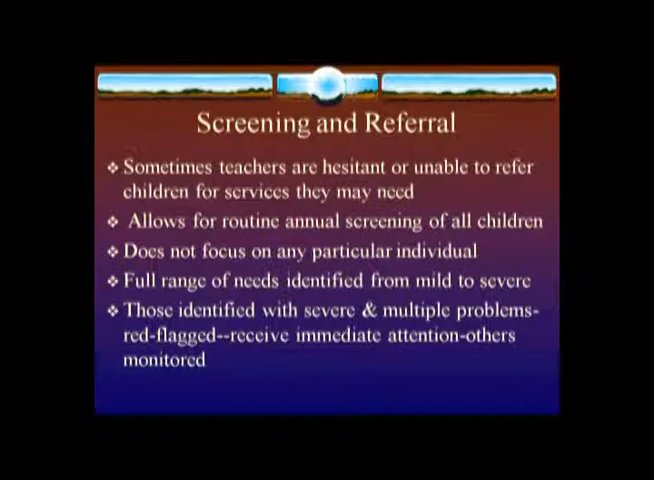 Screening and Referral
❖ Sometimes teachers are hesitant or unable to refer
children for services they may need
❖ Allows for routine annual screening of all children
❖ Does not focus on any particular individual
❖ Full range of needs identified from mild to severe
❖ Those identified with severe & multiple problems-
red-flagged--receive immediate attention-others
monitored